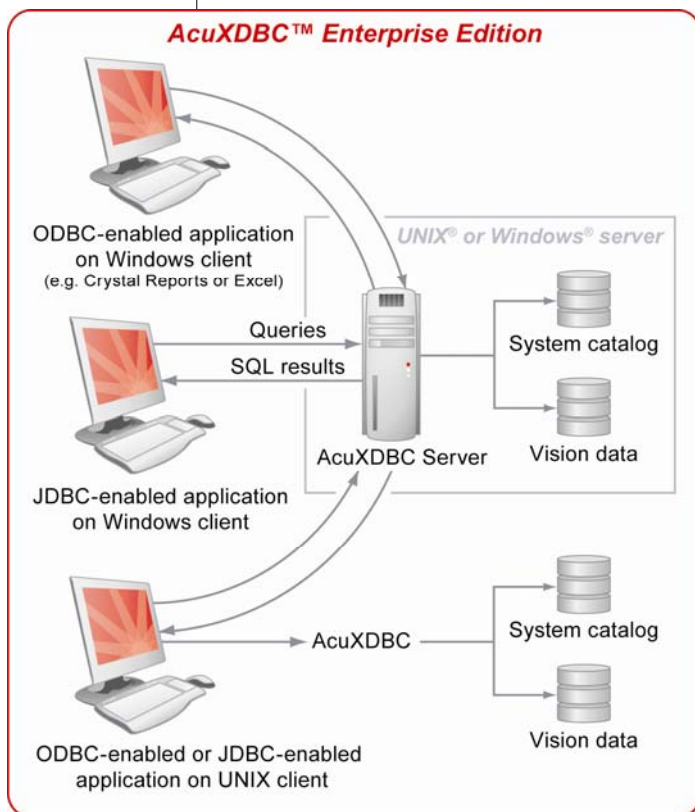 AcuXDBC™ Enterprise Edition
ODBC-enabled application
on Windows client
(e.g. Crystal Reports or Excel)
UNIX® or Windows® server
Queries
SQL results
System catalog
Vision data
AcuXDBC Server
JDBC-enabled application
on Windows client
AcuXDBC
System catalog
Vision data
ODBC-enabled or JDBC-enabled
application on UNIX client